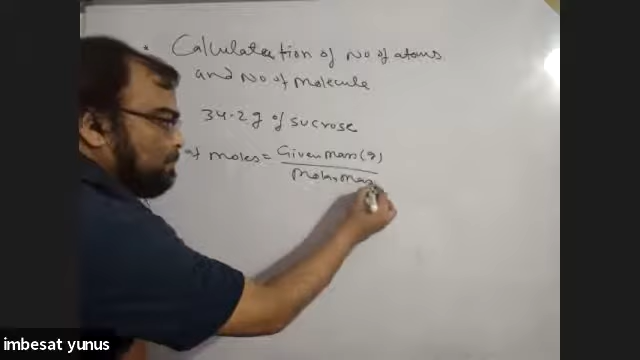 Calculation of No of atoms
and No of molecule
34.2 g of sucrose
of moles = Given Mass (g)
Molar Mass
imbesat yunus